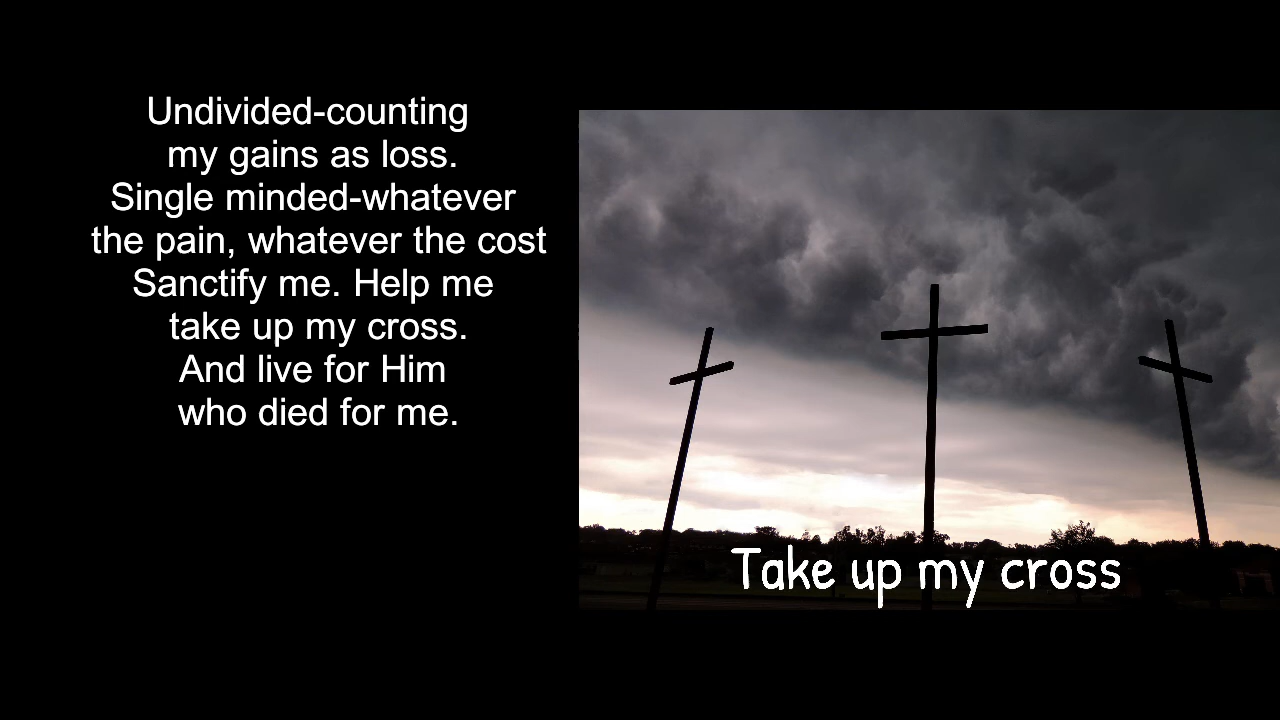 Undivided-counting
my gains as loss.
Single minded-whatever
the pain, whatever the cost
Sanctify me. Help me
take up my cross.
And live for Him
who died for me.
Take up my cross